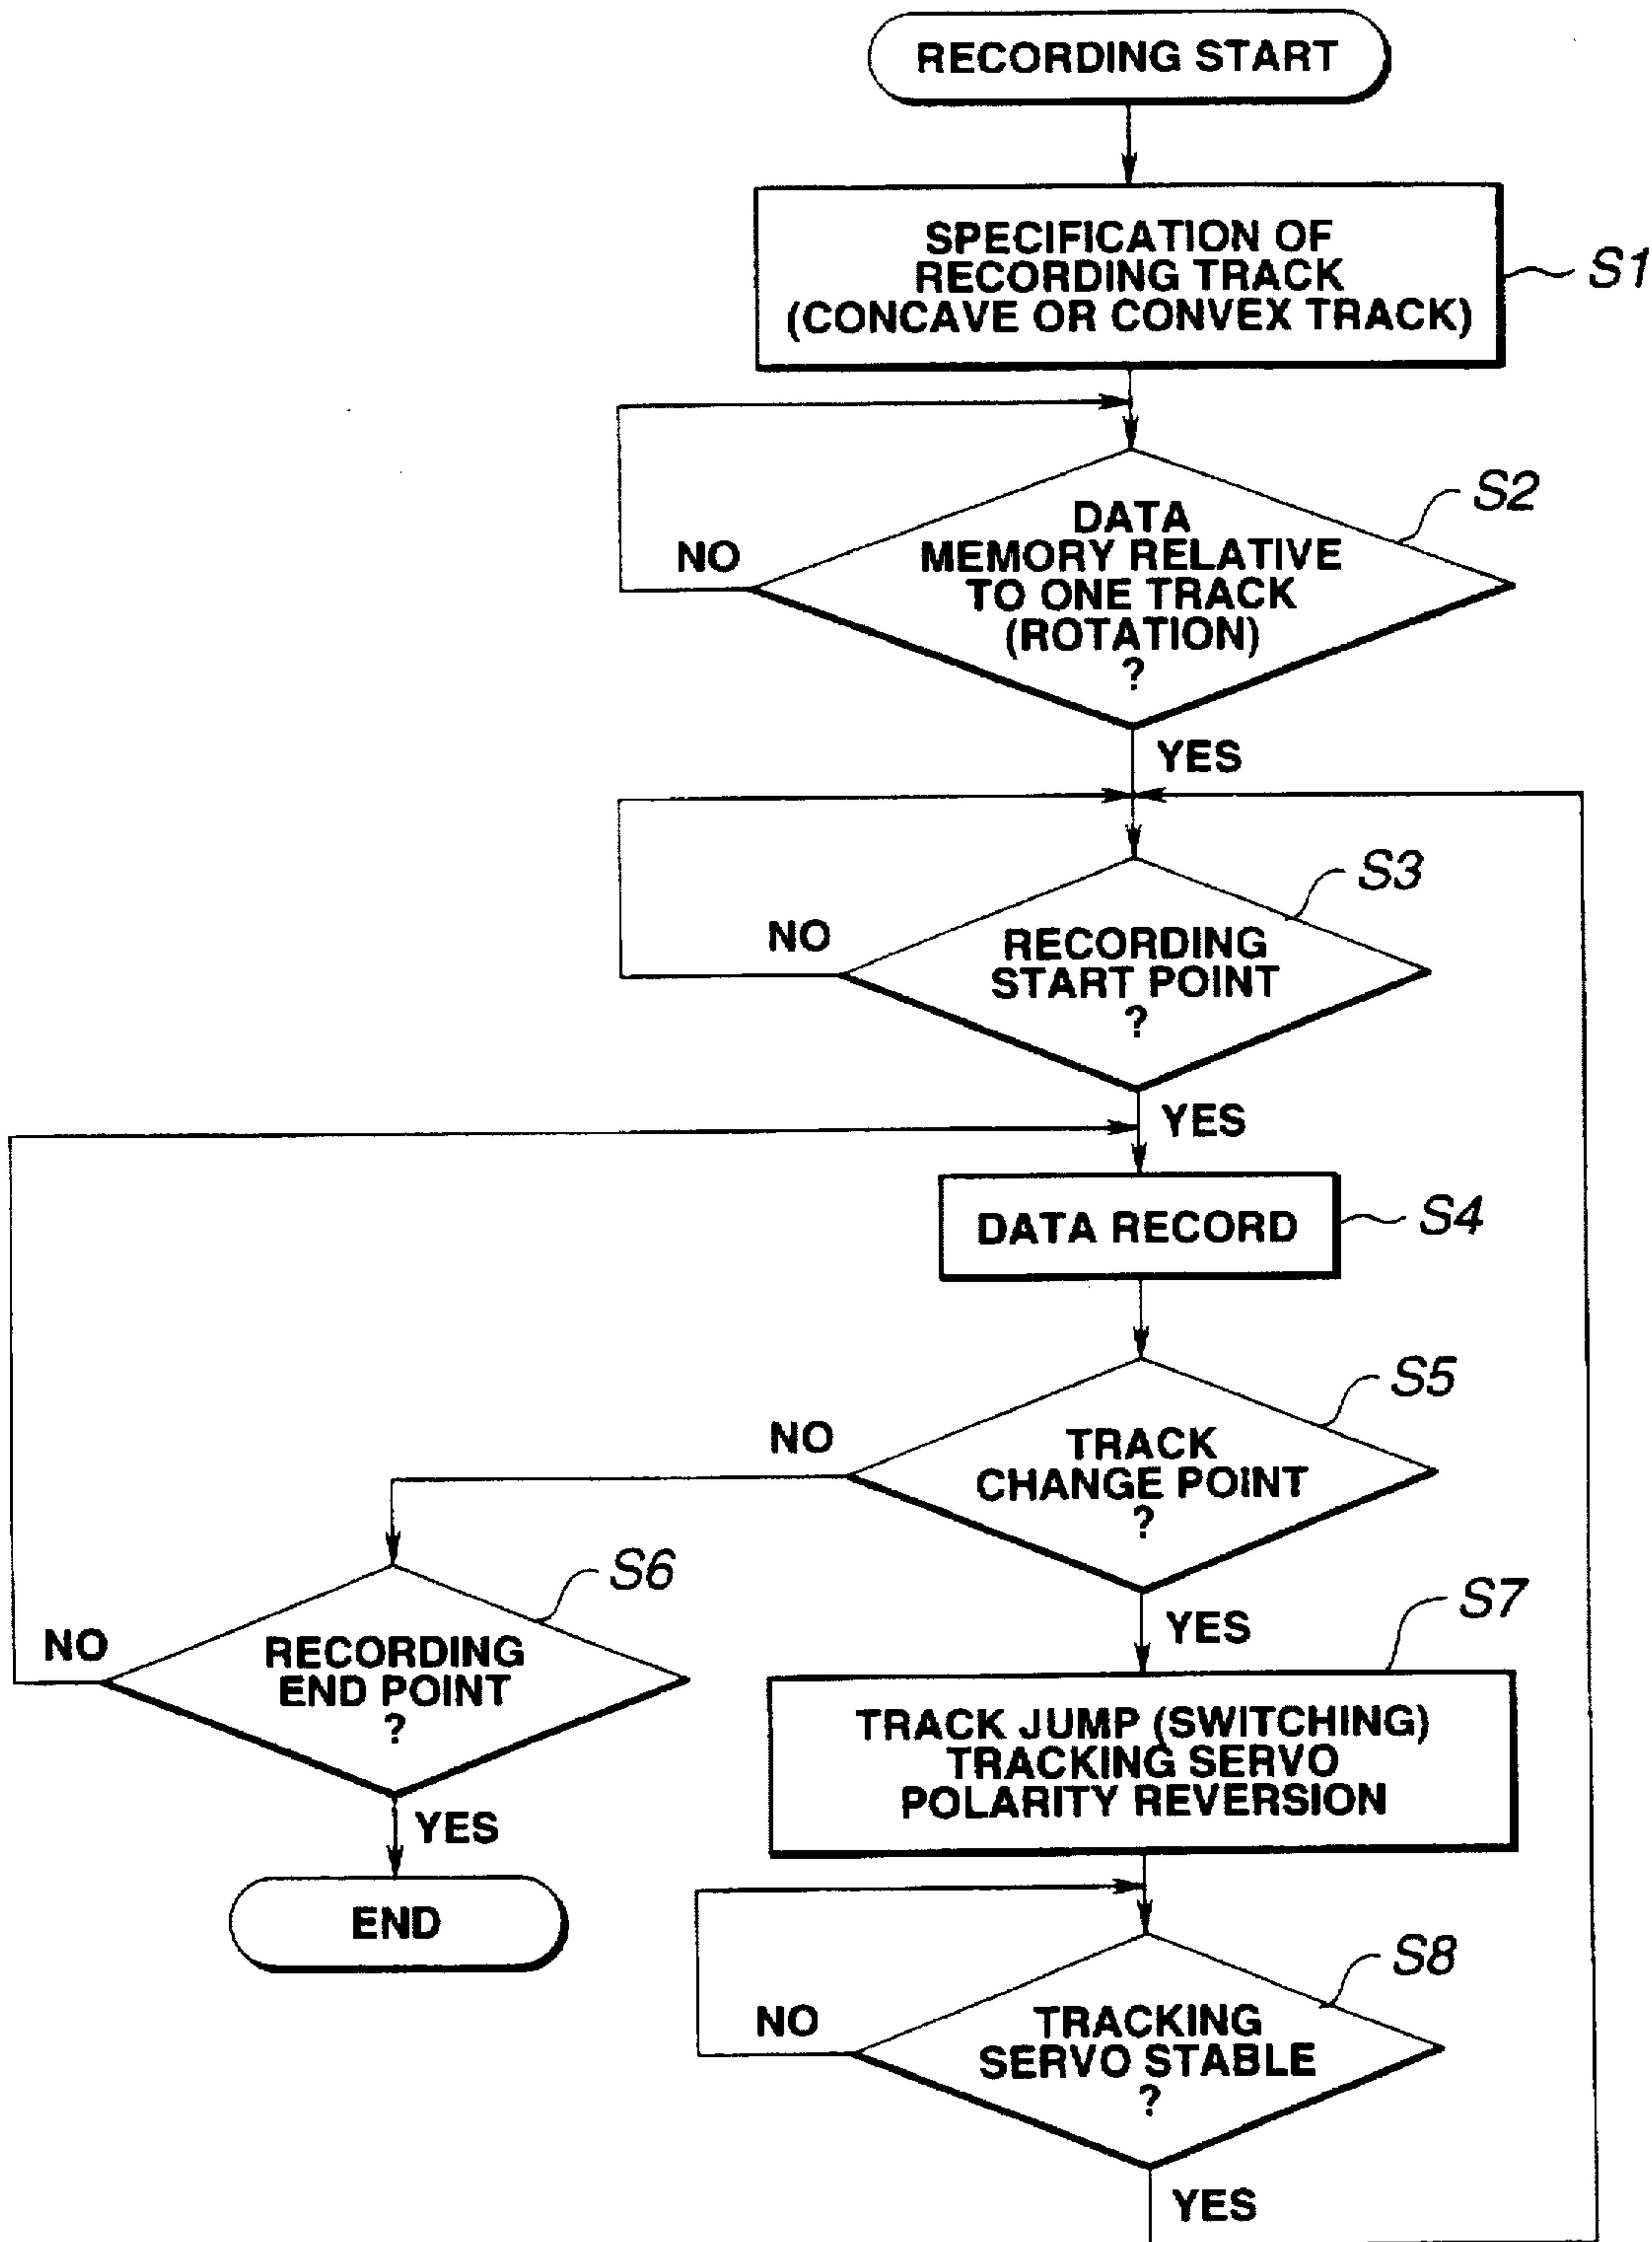 RECORDING START
SPECIFICATION OF
RECORDING TRACK
(CONCAVE OR CONVEX TRACK)
S1
S2
DATA
MEMORY RELATIVE
TO ONE TRACK
(ROTATION)
?
NO
YES
S3
NO
RECORDING
START POINT
?
YES
DATA RECORD
S4
S5
NO
TRACK
CHANGE POINT
?
S6
NO
RECORDING
END POINT
?
YES
END
YES
S7
TRACK JUMP (SWITCHING)
TRACKING SERVO
POLARITY REVERSION
S8
NO
TRACKING
SERVO STABLE
?
YES